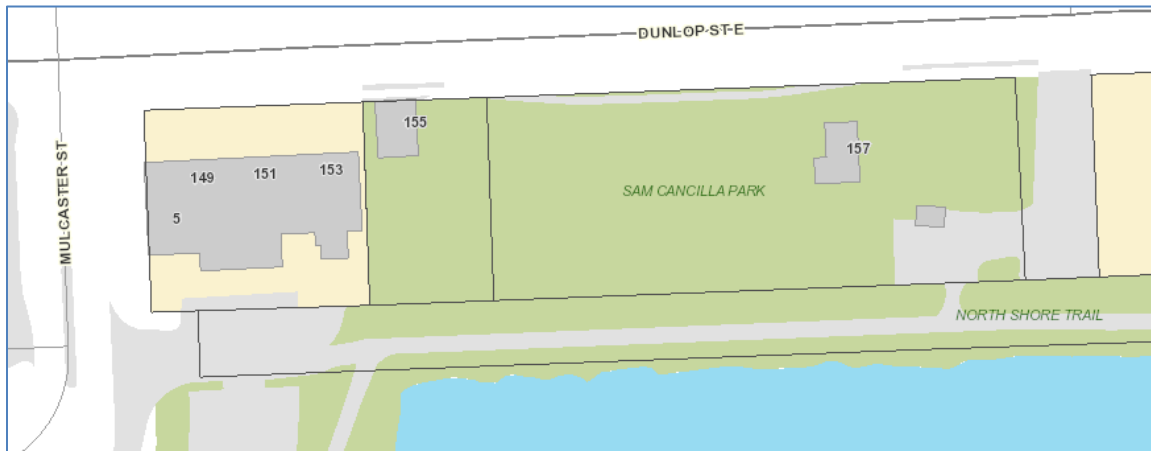 DUNLOP ST E
155
157
149
151
153
SAM CANCILLA PARK
5
MULCASTER ST
NORTH SHORE TRAIL